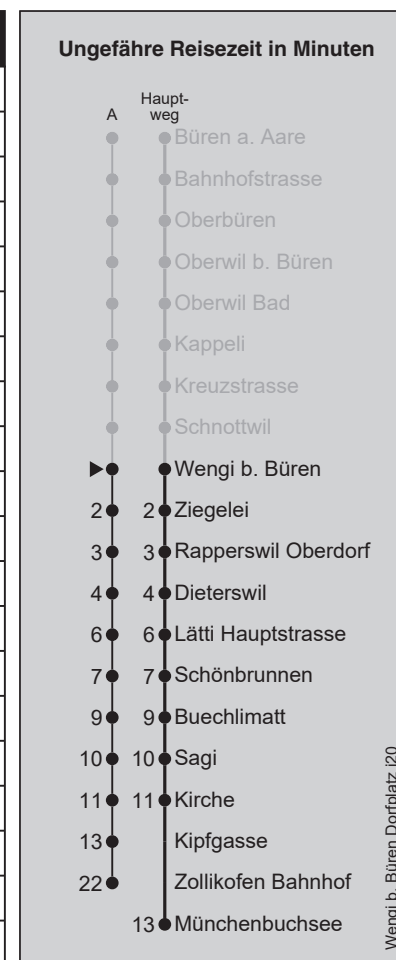 Ungefähre Reisezeit in Minuten
A Haupt-
weg
Büren a. Aare
Bahnhofstrasse
Oberbüren
Oberwil b. Büren
Oberwil Bad
Kappeli
Kreuzstrasse
Schnottwil
Wengi b. Büren
2 2 Ziegelei
3 3 Rapperswil Oberdorf
4 4 Dieterswil
6 6 Lätti Hauptstrasse
7 7 Schönbrunnen
9 9 Buechlimatt
10 10 Sagi
11 11 Kirche
13 Kipfgasse
22 Zollikofen Bahnhof
13 Münchenbuchsee
Wengi b. Büren Dorfplatz j20